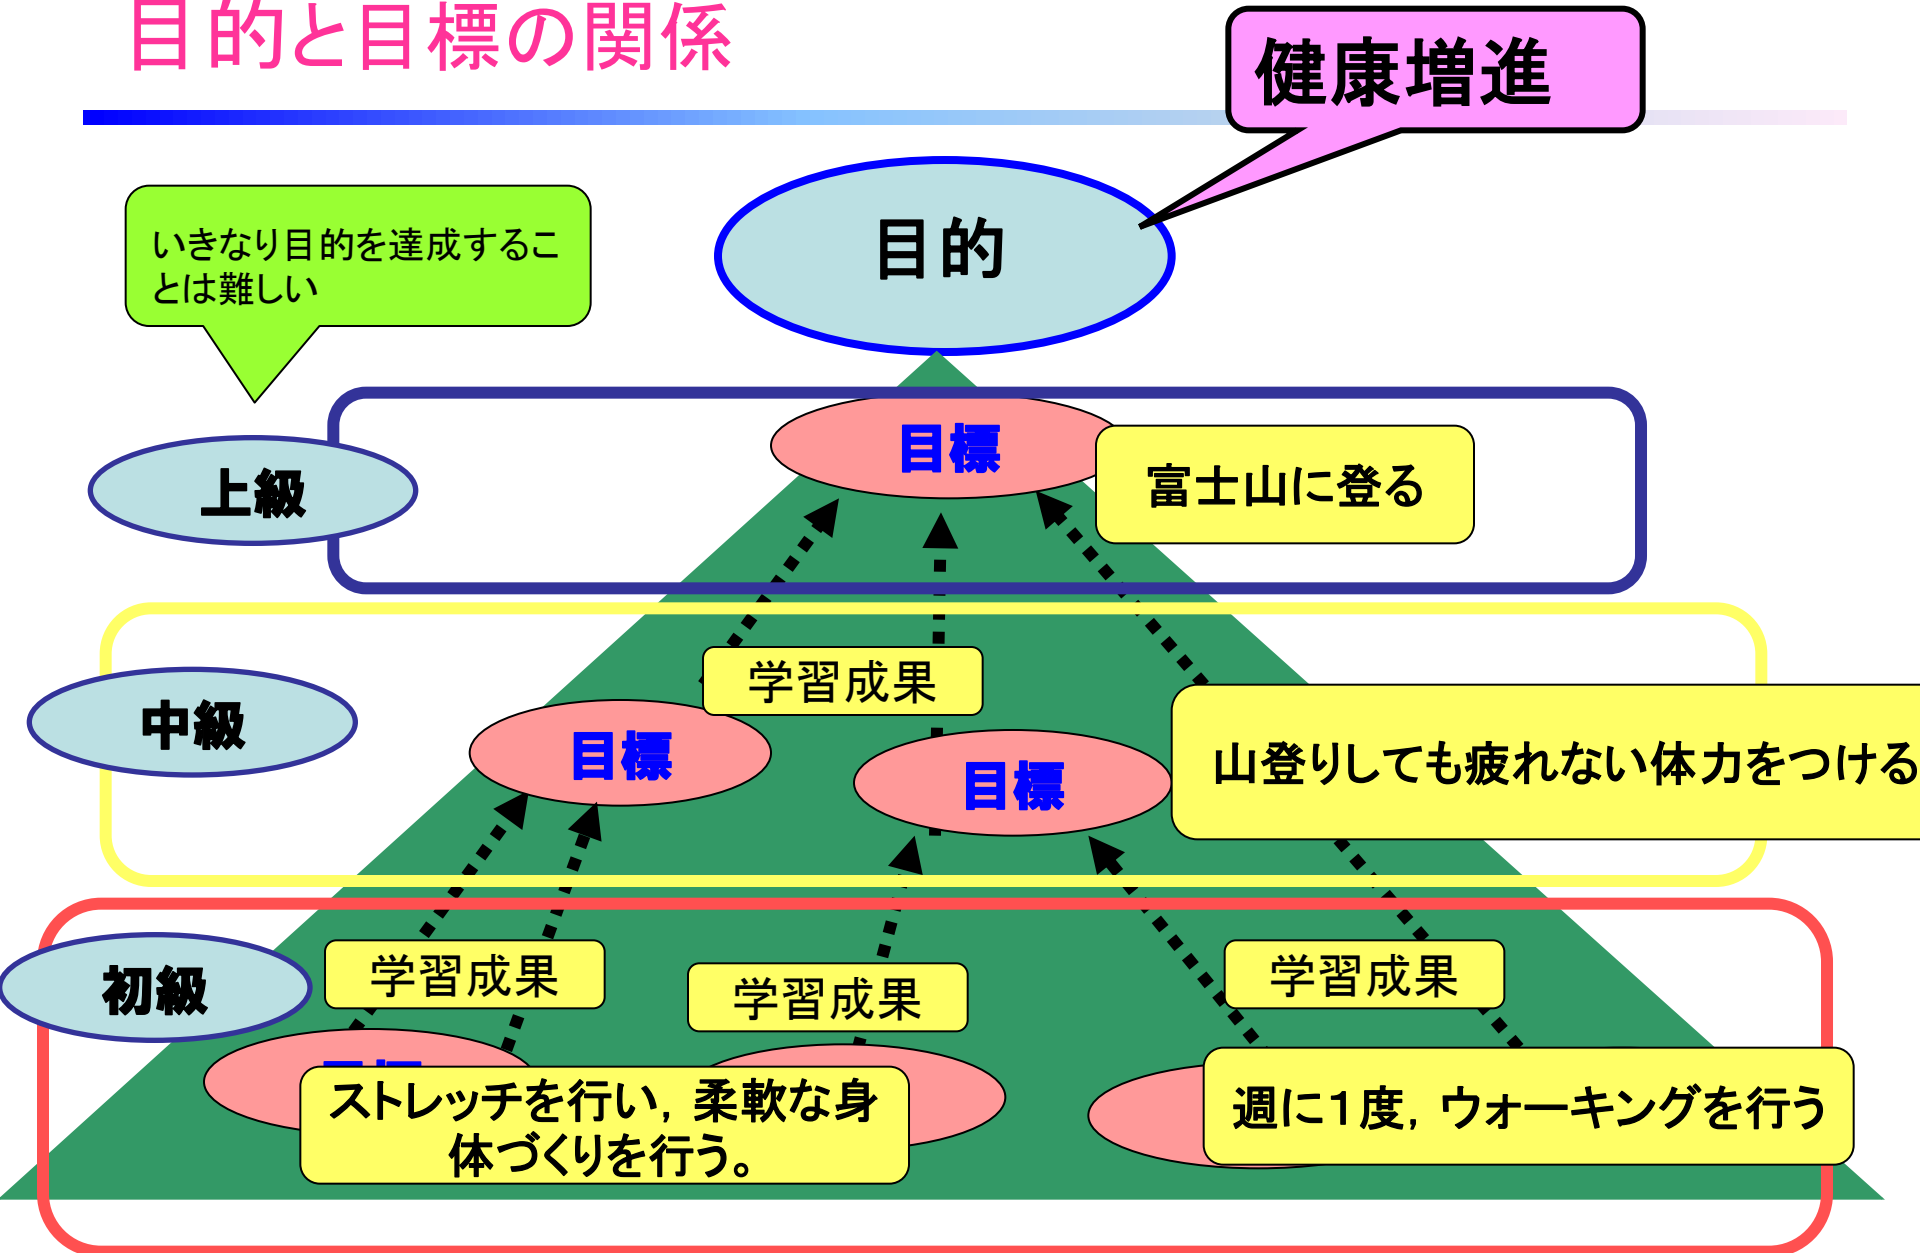 目的と目標の関係
健康増進
いきなり目的を達成するこ
とは難しい
目的
上級
目標
富士山に登る
学習成果
中級
目標
目標
山登りしても疲れない体力をつける
初級
学習成果
学習成果
学習成果
ストレッチを行い，柔軟な身
体づくりを行う。
週に１度，ウォーキングを行う